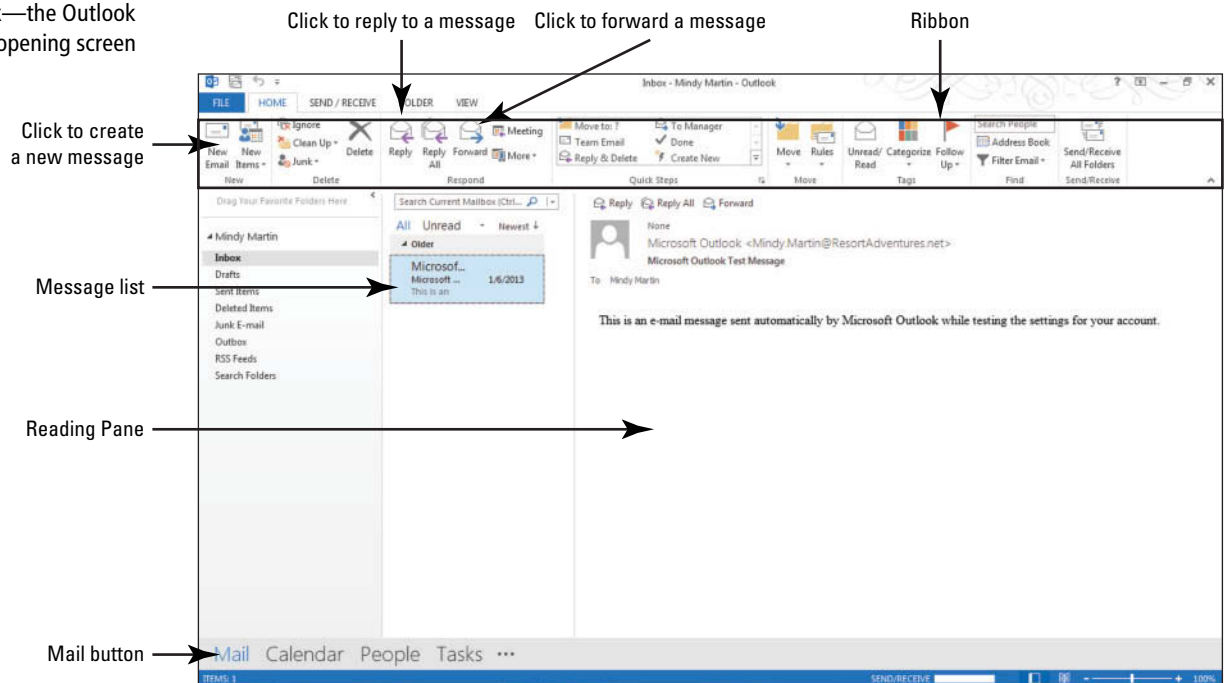 —the Outlook
opening screen
Click to reply to a message Click to forward a message Ribbon
Click to create
a new message
Message list
Reading Pane
Mail button
Inbox - Mindy Martin - Outlook
FILE HOME SEND / RECEIVE OLDER VIEW
New Email
New Items
New
Ignore
Clean Up
Junk
Delete
Delete
Reply
Reply All
Forward
Meeting
More
Respond
Move to: ?
Team Email
Reply & Delete
To Manager
Done
Create New
Quick Steps
Move
Rules
Move
Unread/ Read
Categorize
Follow Up
Tags
Search People
Address Book
Filter Email
Find
Send/Receive All Folders
Send/Receive
Drag Your Favorite Folders Here
Mindy Martin
Inbox
Drafts
Sent Items
Deleted Items
Junk E-mail
Outbox
RSS Feeds
Search Folders
Search Current Mailbox (Ctrl...
All Unread Newest
Older
Microsof...
Microsoft ... 1/6/2013
This is an
Reply Reply All Forward
None
Microsoft Outlook <Mindy.Martin@ResortAdventures.net>
Microsoft Outlook Test Message
To Mindy Martin
This is an e-mail message sent automatically by Microsoft Outlook while testing the settings for your account.
Mail Calendar People Tasks ...
ITEMS: 1
SEND/RECEIVE
100%